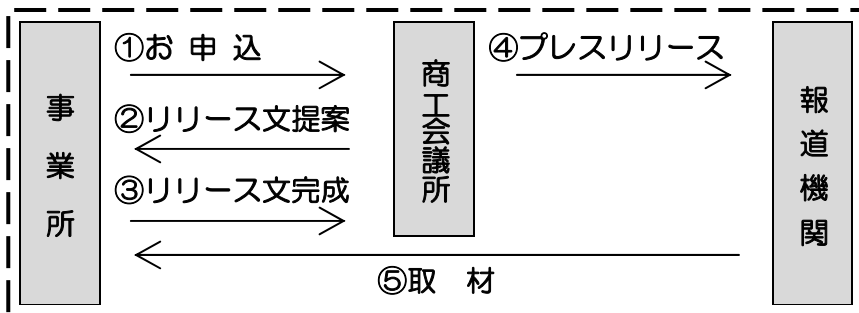 事業所
①お 申 込
②リリース文提案
③リリース文完成
商工会議所
④プレスリリース
報道機関
⑤取　材